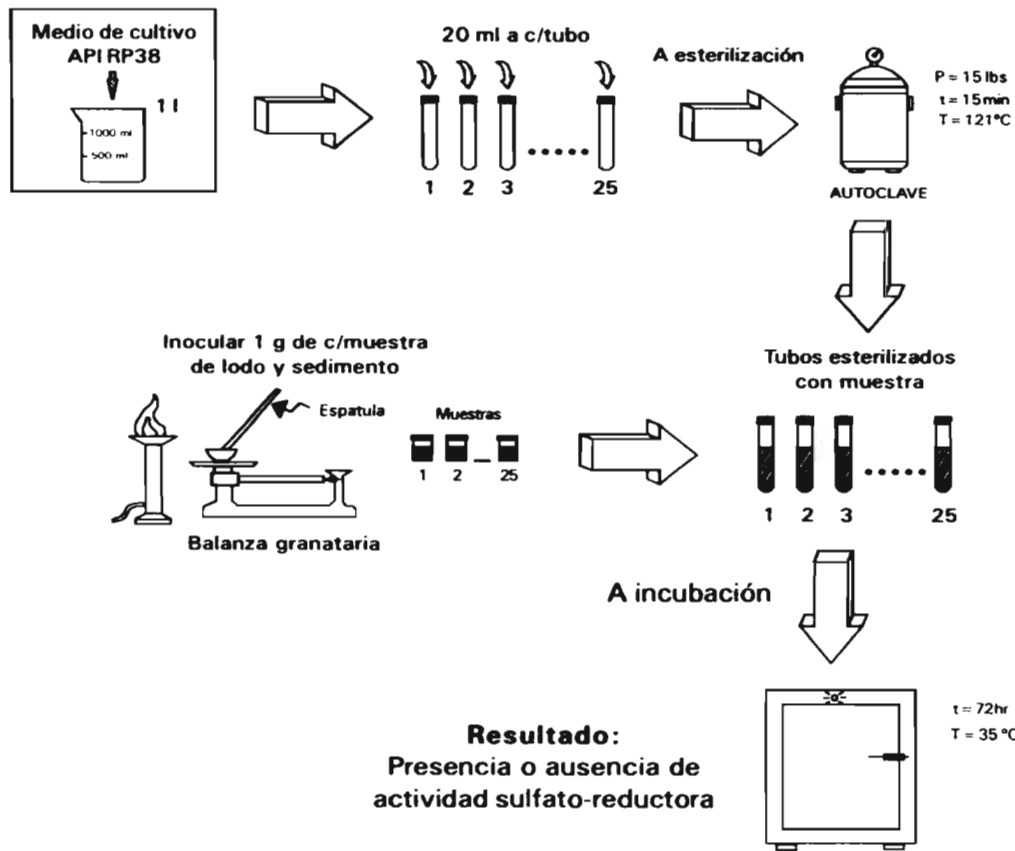 Medio de cultivo
API RP38
1 l
1000 ml
500 ml
20 ml a c/tubo
1 2 3 ..... 25
A esterilización
P = 15 lbs
t = 15min
T = 121°C
AUTOCLAVE
Inocular 1 g de c/muestra
de lodo y sedimento
Espatula
Balanza granataria
Muestras
1 2 25
Tubos esterilizados
con muestra
1 2 3 ..... 25
A incubación
t = 72hr
T = 35 °C
Resultado:
Presencia o ausencia de
actividad sulfato-reductora